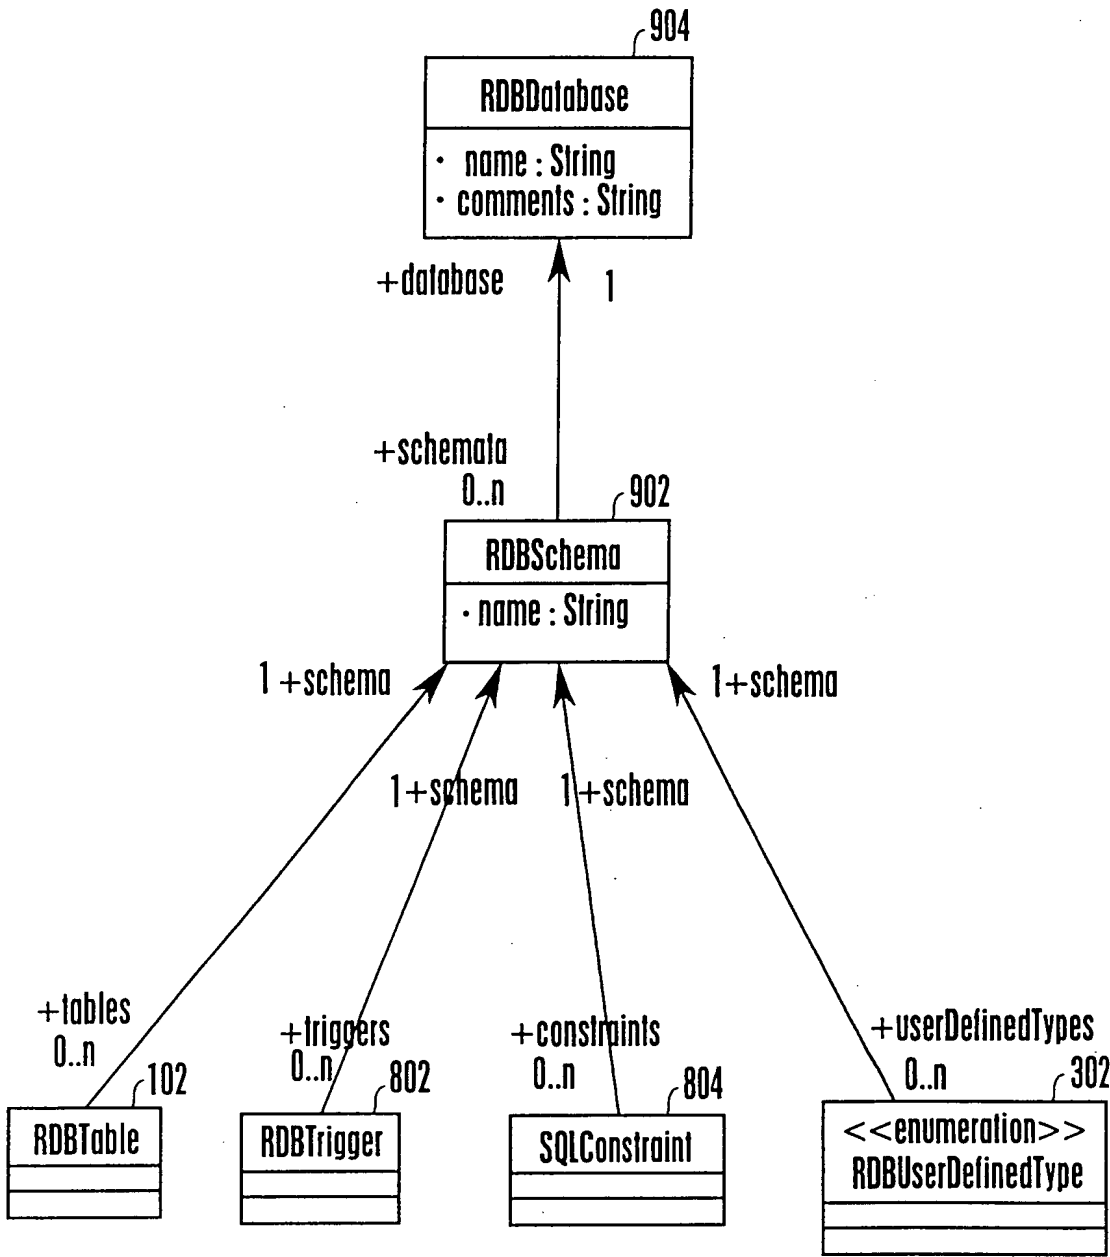 904
RDBDatabase
· name : String
· comments : String
+database 1
+schemata
0..n
902
RDBSchema
· name : String
1 +schema
1+schema
1+schema
1+schema
+tables
0..n
102
RDBTable
+triggers
0..n
802
RDBTrigger
+constraints
0..n
804
SQLConstraint
+userDefinedTypes
0..n
302
<<enumeration>>
RDBUserDefinedType